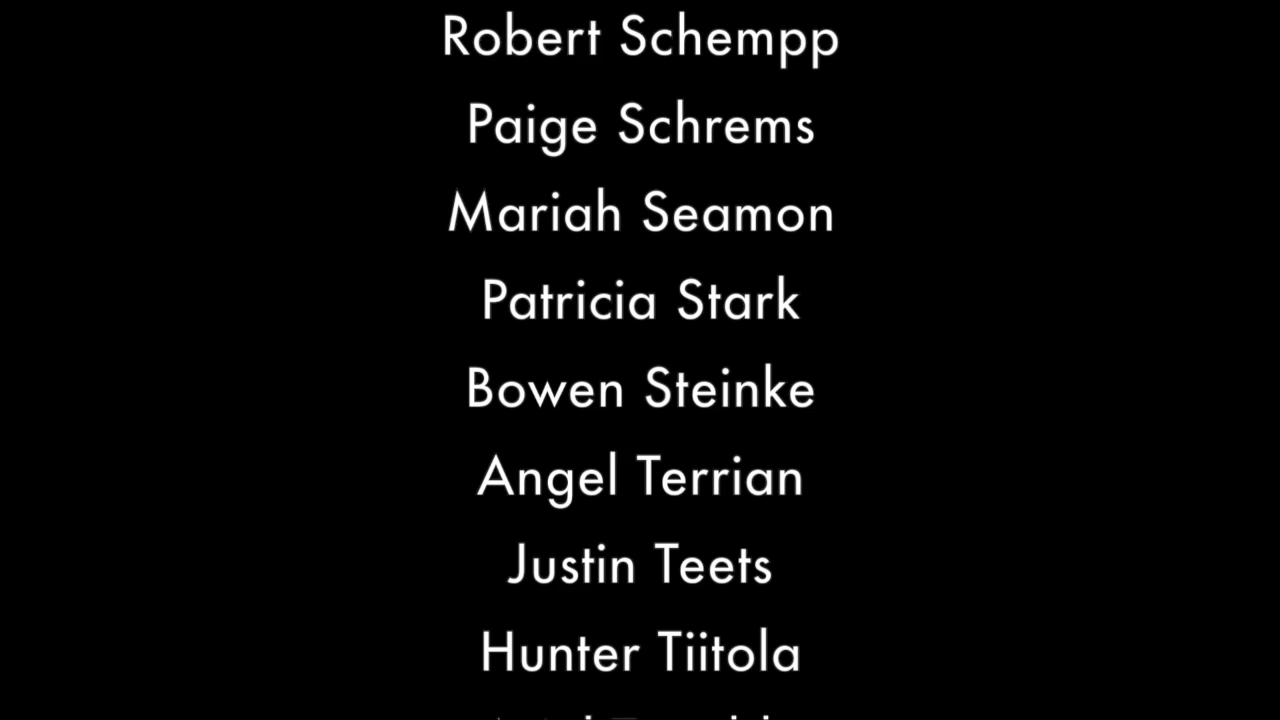 Robert Schempp
Paige Schrems
Mariah Seamon
Patricia Stark
Bowen Steinke
Angel Terrian
Justin Teets
Hunter Tiitola